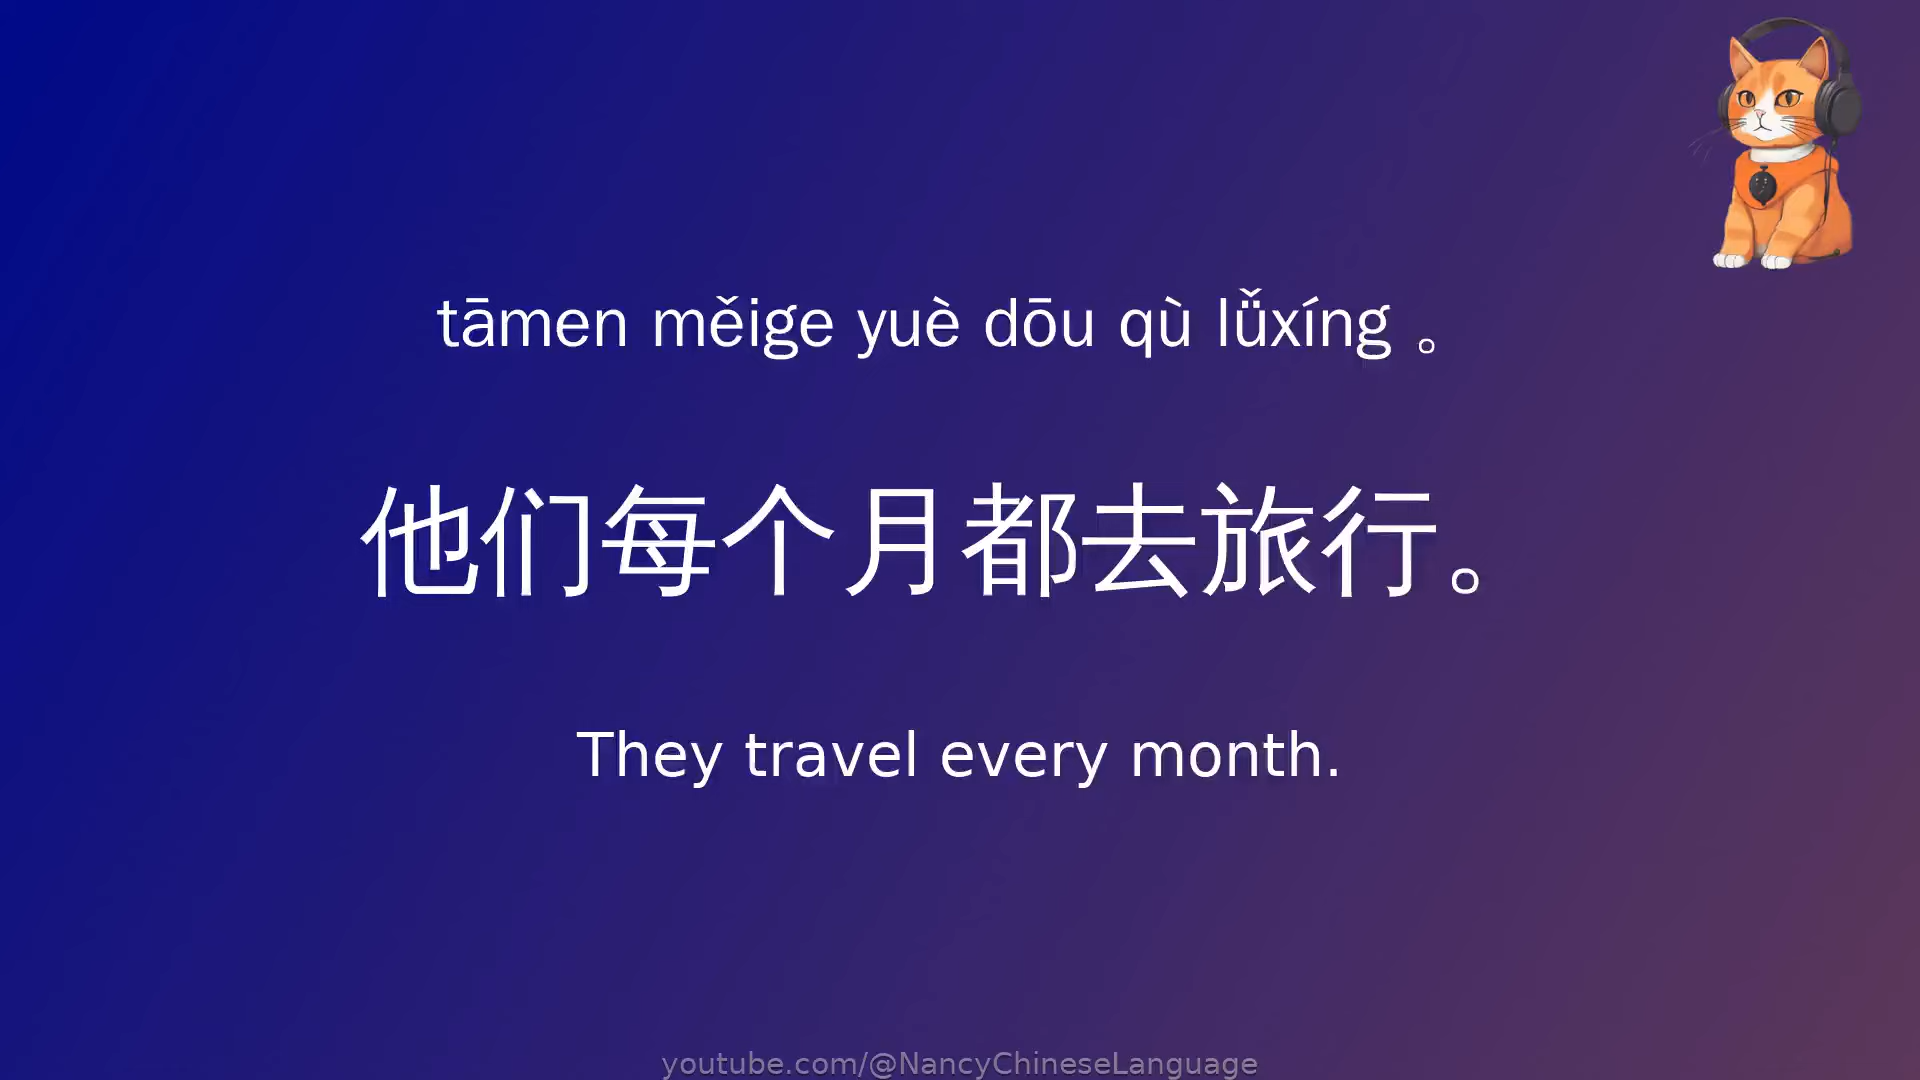 tāmen měige yuè dōu qù lǚxíng 。
他们每个月都去旅行。
They travel every month.
youtube.com/@NancyChineseLanguage